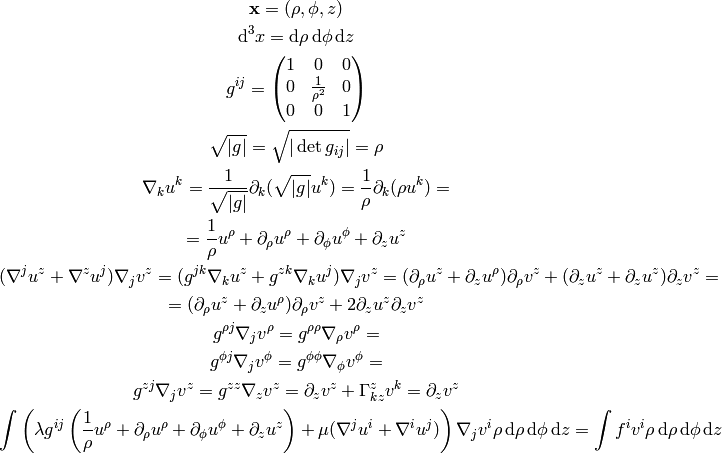 𝐱 = (ρ, ϕ, z)
d³x = dρ dϕ dz
g^{ij} = \begin{pmatrix} 1 & 0 & 0 \\ 0 & \frac{1}{ρ^2} & 0 \\ 0 & 0 & 1 \end{pmatrix}
\sqrt{|g|} = \sqrt{|\det g_{ij}|} = ρ
∇_k u^k = \frac{1}{\sqrt{|g|}} ∂_k(\sqrt{|g|} u^k) = \frac{1}{ρ} ∂_k(ρu^k) =
= \frac{1}{ρ} u^ρ + ∂_ρ u^ρ + ∂_ϕ u^ϕ + ∂_z u^z
(∇^j u^z + ∇^z u^j)∇_j v^z = (g^{jk}∇_k u^z + g^{zk}∇_k u^j)∇_j v^z = (∂_ρ u^z + ∂_z u^ρ)∂_ρ v^z + (∂_z u^z + ∂_z u^z)∂_z v^z =
= (∂_ρ u^z + ∂_z u^ρ)∂_ρ v^z + 2∂_z u^z ∂_z v^z
g^{ρj}∇_j v^ρ = g^{ρρ}∇_ρ v^ρ =
g^{ϕj}∇_j v^ϕ = g^{ϕϕ}∇_ϕ v^ϕ =
g^{zj}∇_j v^z = g^{zz}∇_z v^z = ∂_z v^z + Γ^z_{kz} v^k = ∂_z v^z
∫ \left( λg^{ij} \left( \frac{1}{ρ} u^ρ + ∂_ρ u^ρ + ∂_ϕ u^ϕ + ∂_z u^z \right) + μ(∇^j u^i + ∇^i u^j) \right) ∇_j v^i ρ dρ dϕ dz = ∫ f^i v^i ρ dρ dϕ dz